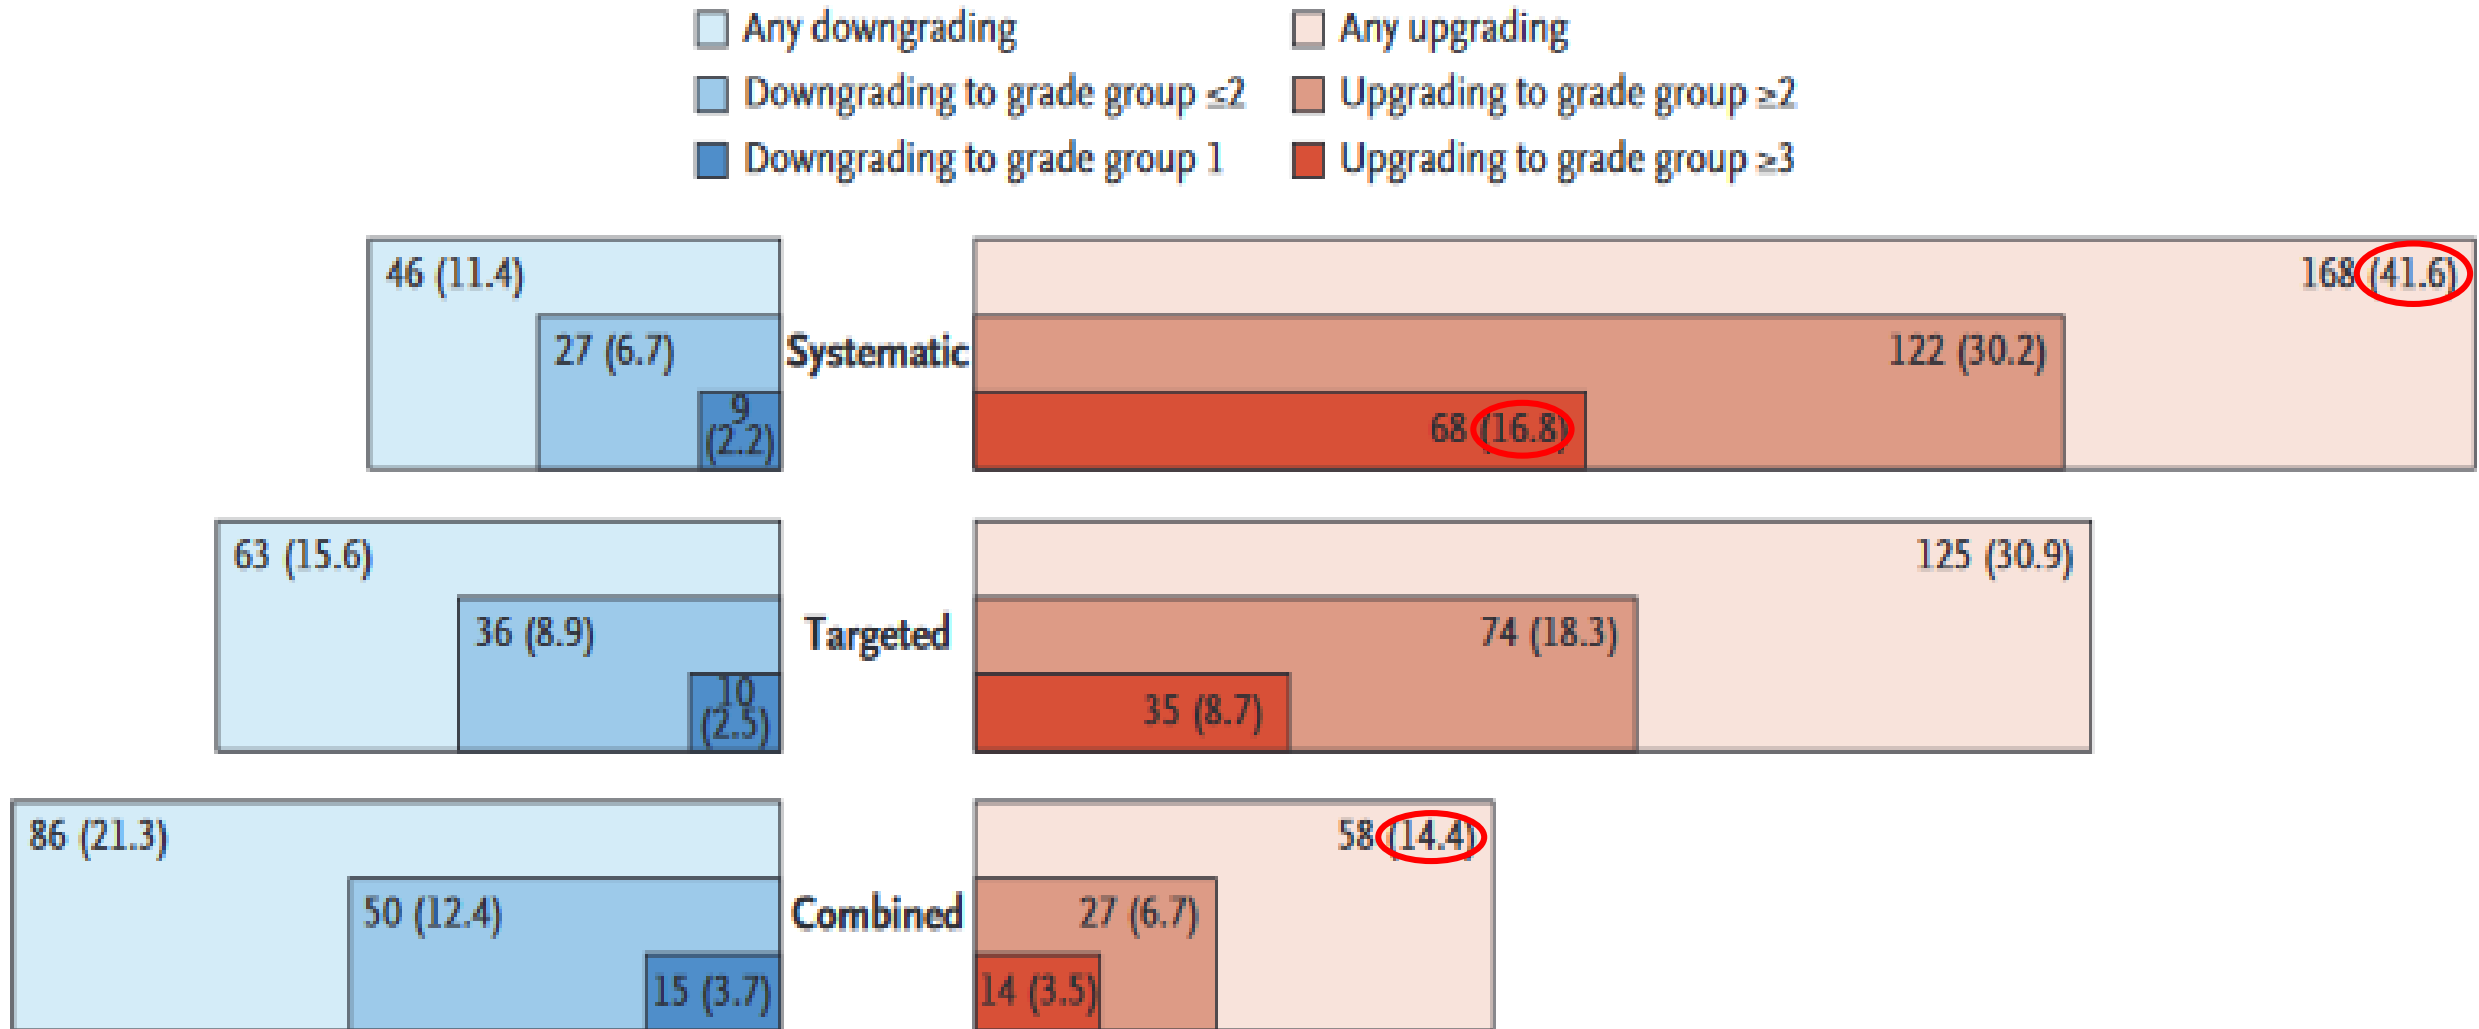 Any downgrading Any upgrading
Downgrading to grade group ≤2 Upgrading to grade group ≥2
Downgrading to grade group 1 Upgrading to grade group ≥3
46 (11.4) 168 (41.6)
27 (6.7) Systematic 122 (30.2)
9
(2.2) 68 (16.8)
63 (15.6) 125 (30.9)
36 (8.9) Targeted 74 (18.3)
10
(2.5) 35 (8.7)
86 (21.3) 58 (14.4)
50 (12.4) Combined 27 (6.7)
15 (3.7) 14 (3.5)